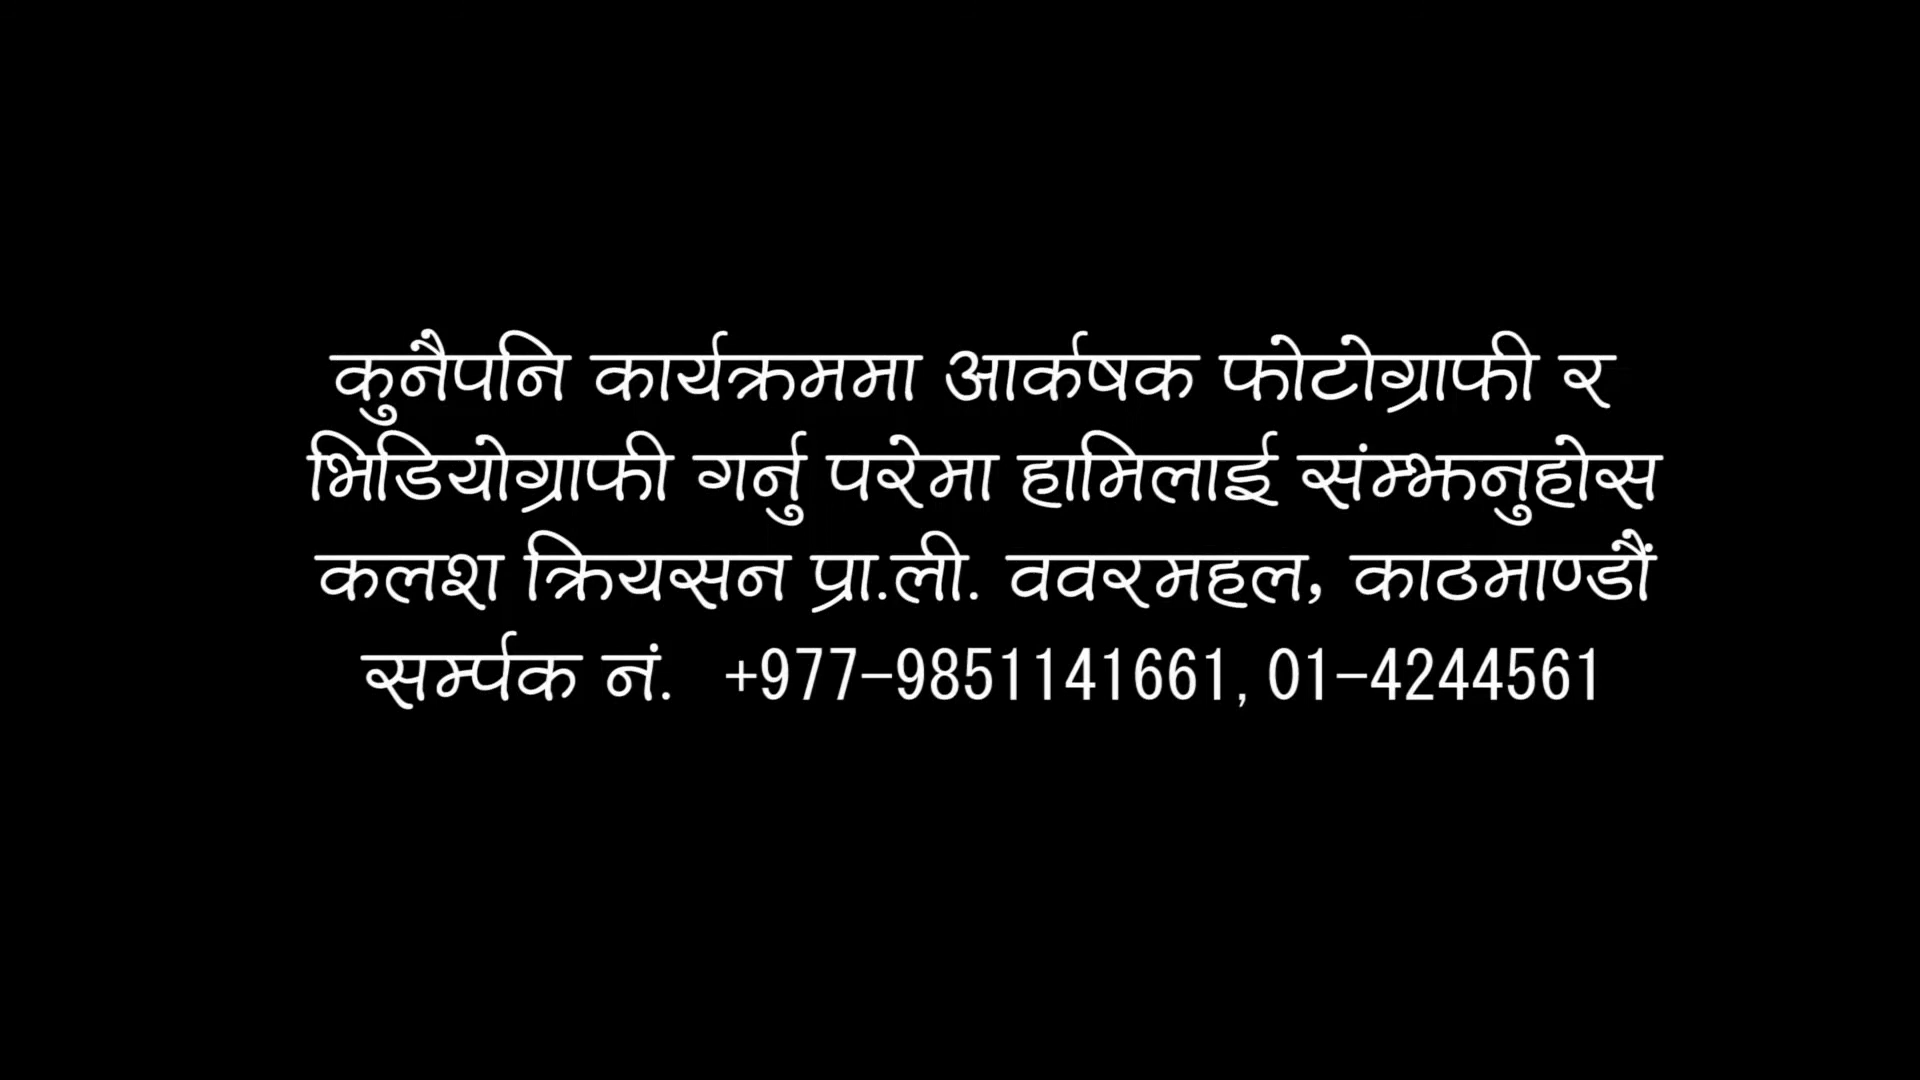 कुनैपनि कार्यक्रममा आर्कषक फोटोग्राफी र
भिडियोग्राफी गर्नु परेमा हामिलाई संम्झनुहोस
कलश क्रियसन प्रा.ली. ववरमहल, काठमाण्डौं
सर्म्पक नं. +977-9851141661, 01-4244561